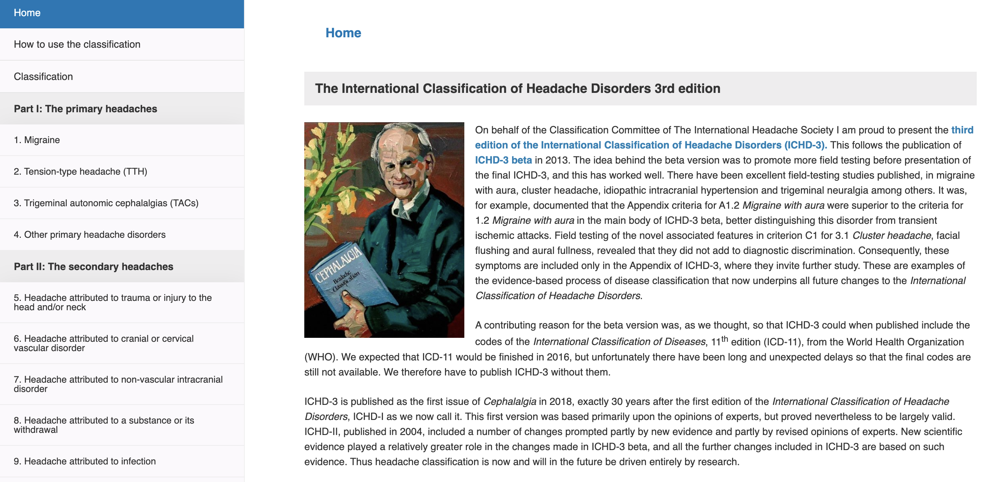 Home
How to use the classification
Classification
Part I: The primary headaches
1. Migraine
2. Tension-type headache (TTH)
3. Trigeminal autonomic cephalalgias (TACs)
4. Other primary headache disorders
Part II: The secondary headaches
5. Headache attributed to trauma or injury to the
head and/or neck
6. Headache attributed to cranial or cervical
vascular disorder
7. Headache attributed to non-vascular intracranial
disorder
8. Headache attributed to a substance or its
withdrawal
9. Headache attributed to infection
Home
The International Classification of Headache Disorders 3rd edition
CEPHALALGIA
Headache
Classification
On behalf of the Classification Committee of The International Headache Society I am proud to present the third
edition of the International Classification of Headache Disorders (ICHD-3). This follows the publication of
ICHD-3 beta in 2013. The idea behind the beta version was to promote more field testing before presentation of
the final ICHD-3, and this has worked well. There have been excellent field-testing studies published, in migraine
with aura, cluster headache, idiopathic intracranial hypertension and trigeminal neuralgia among others. It was,
for example, documented that the Appendix criteria for A1.2 Migraine with aura were superior to the criteria for
1.2 Migraine with aura in the main body of ICHD-3 beta, better distinguishing this disorder from transient
ischemic attacks. Field testing of the novel associated features in criterion C1 for 3.1 Cluster headache, facial
flushing and aural fullness, revealed that they did not add to diagnostic discrimination. Consequently, these
symptoms are included only in the Appendix of ICHD-3, where they invite further study. These are examples of
the evidence-based process of disease classification that now underpins all future changes to the International
Classification of Headache Disorders.
A contributing reason for the beta version was, as we thought, so that ICHD-3 could when published include the
codes of the International Classification of Diseases, 11th edition (ICD-11), from the World Health Organization
(WHO). We expected that ICD-11 would be finished in 2016, but unfortunately there have been long and unexpected delays so that the final codes are
still not available. We therefore have to publish ICHD-3 without them.
ICHD-3 is published as the first issue of Cephalalgia in 2018, exactly 30 years after the first edition of the International Classification of Headache
Disorders, ICHD-I as we now call it. This first version was based primarily upon the opinions of experts, but proved nevertheless to be largely valid.
ICHD-II, published in 2004, included a number of changes prompted partly by new evidence and partly by revised opinions of experts. New scientific
evidence played a relatively greater role in the changes made in ICHD-3 beta, and all the further changes included in ICHD-3 are based on such
evidence. Thus headache classification is now and will in the future be driven entirely by research.